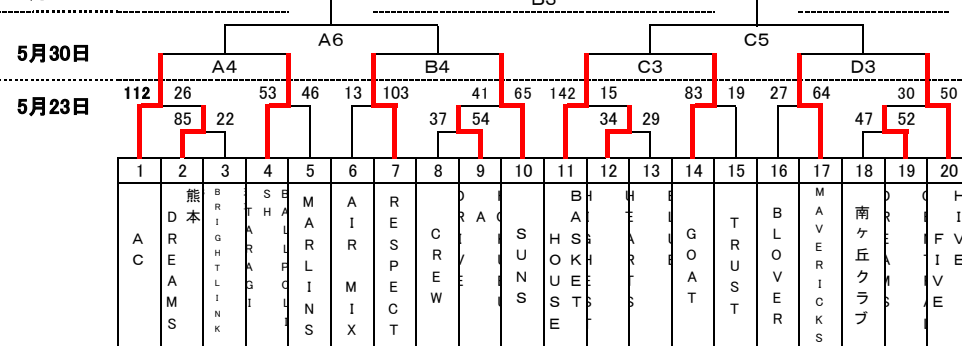 A6
C5
5月30日
A4
B4
C3
D3
112 26 53 46 13 103 41 65 142 15 83 19 27 64 30 50
5月23日
85 22 37 54 34 29 47 52
1 2 3 4 5 6 7 8 9 10 11 12 13 14 15 16 17 18 19 20
AC
熊本
DREAMS
BRIGHTLINK
MARLINS
AIR MIX
RESPECT
CREW
SUNS
BASKET
HOUSE
GOAT
TRUST
BLOVER
MAVERICKS
南ヶ丘クラブ
HIVE
FIVE